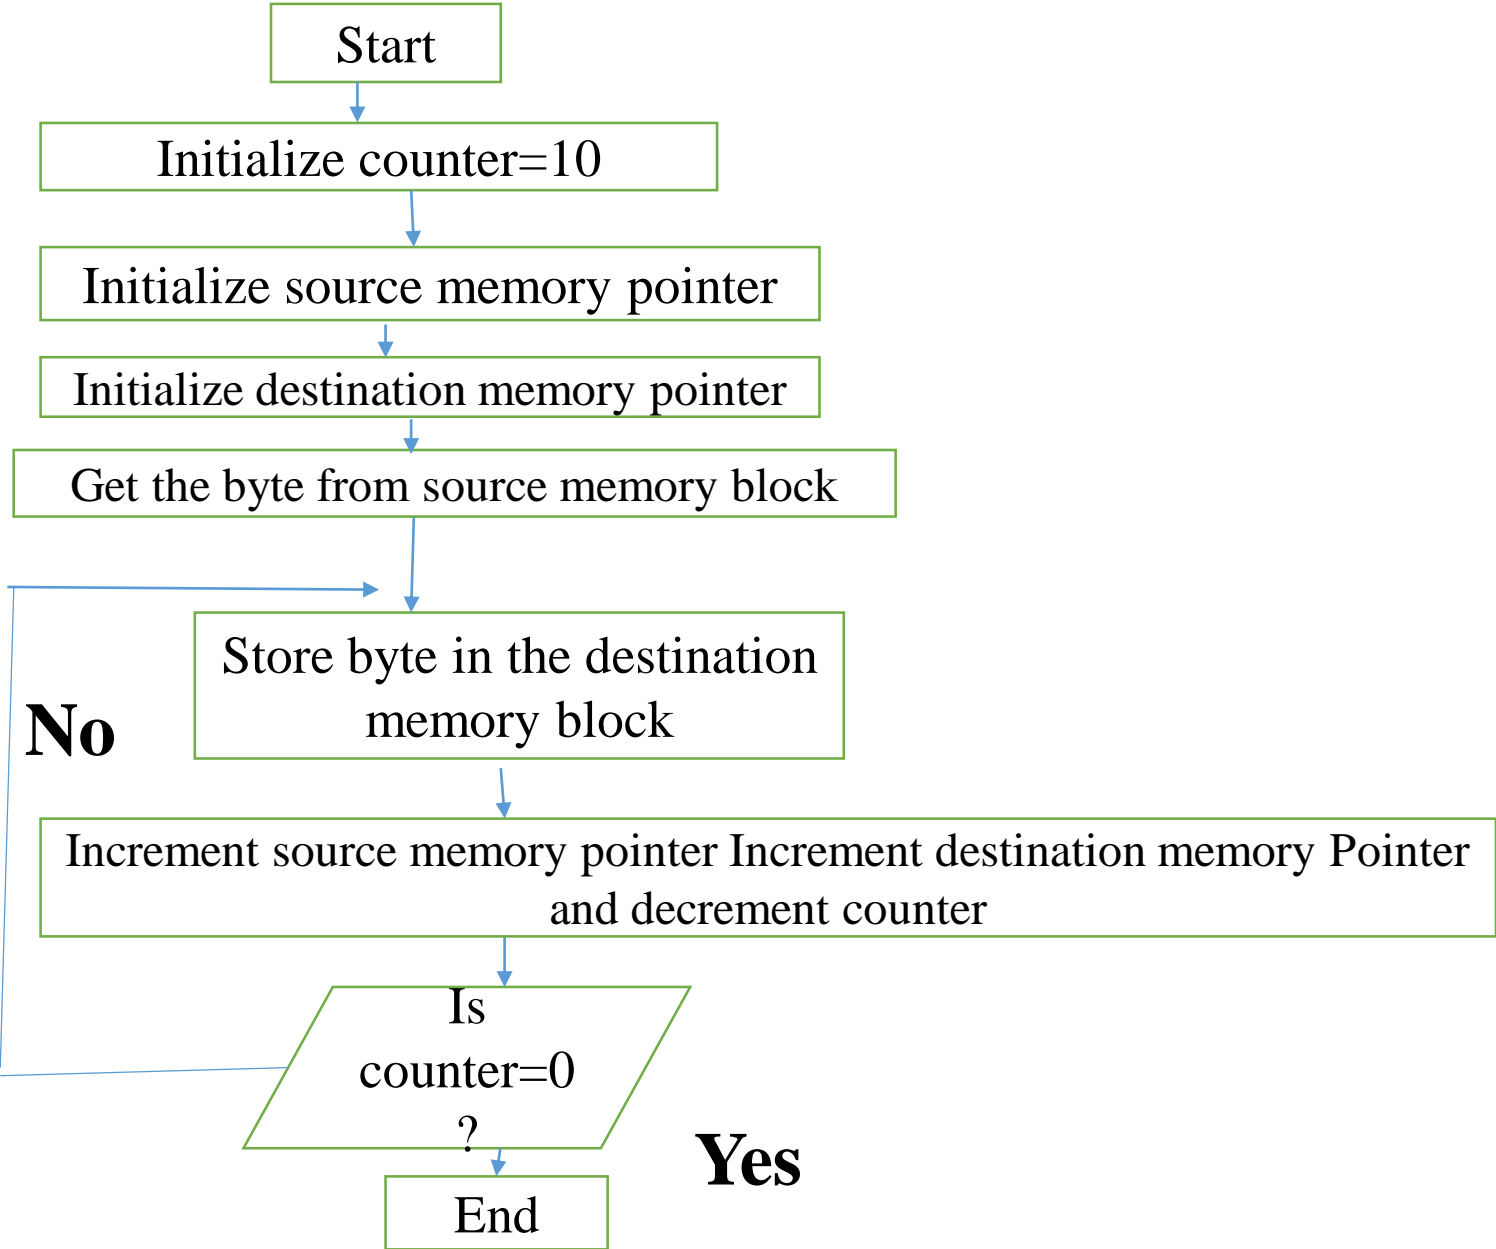 Start
Initialize counter=10
Initialize source memory pointer
Initialize destination memory pointer
Get the byte from source memory block
Store byte in the destination
memory block
No
Increment source memory pointer Increment destination memory Pointer
and decrement counter
Is
counter=0
?
Yes
End